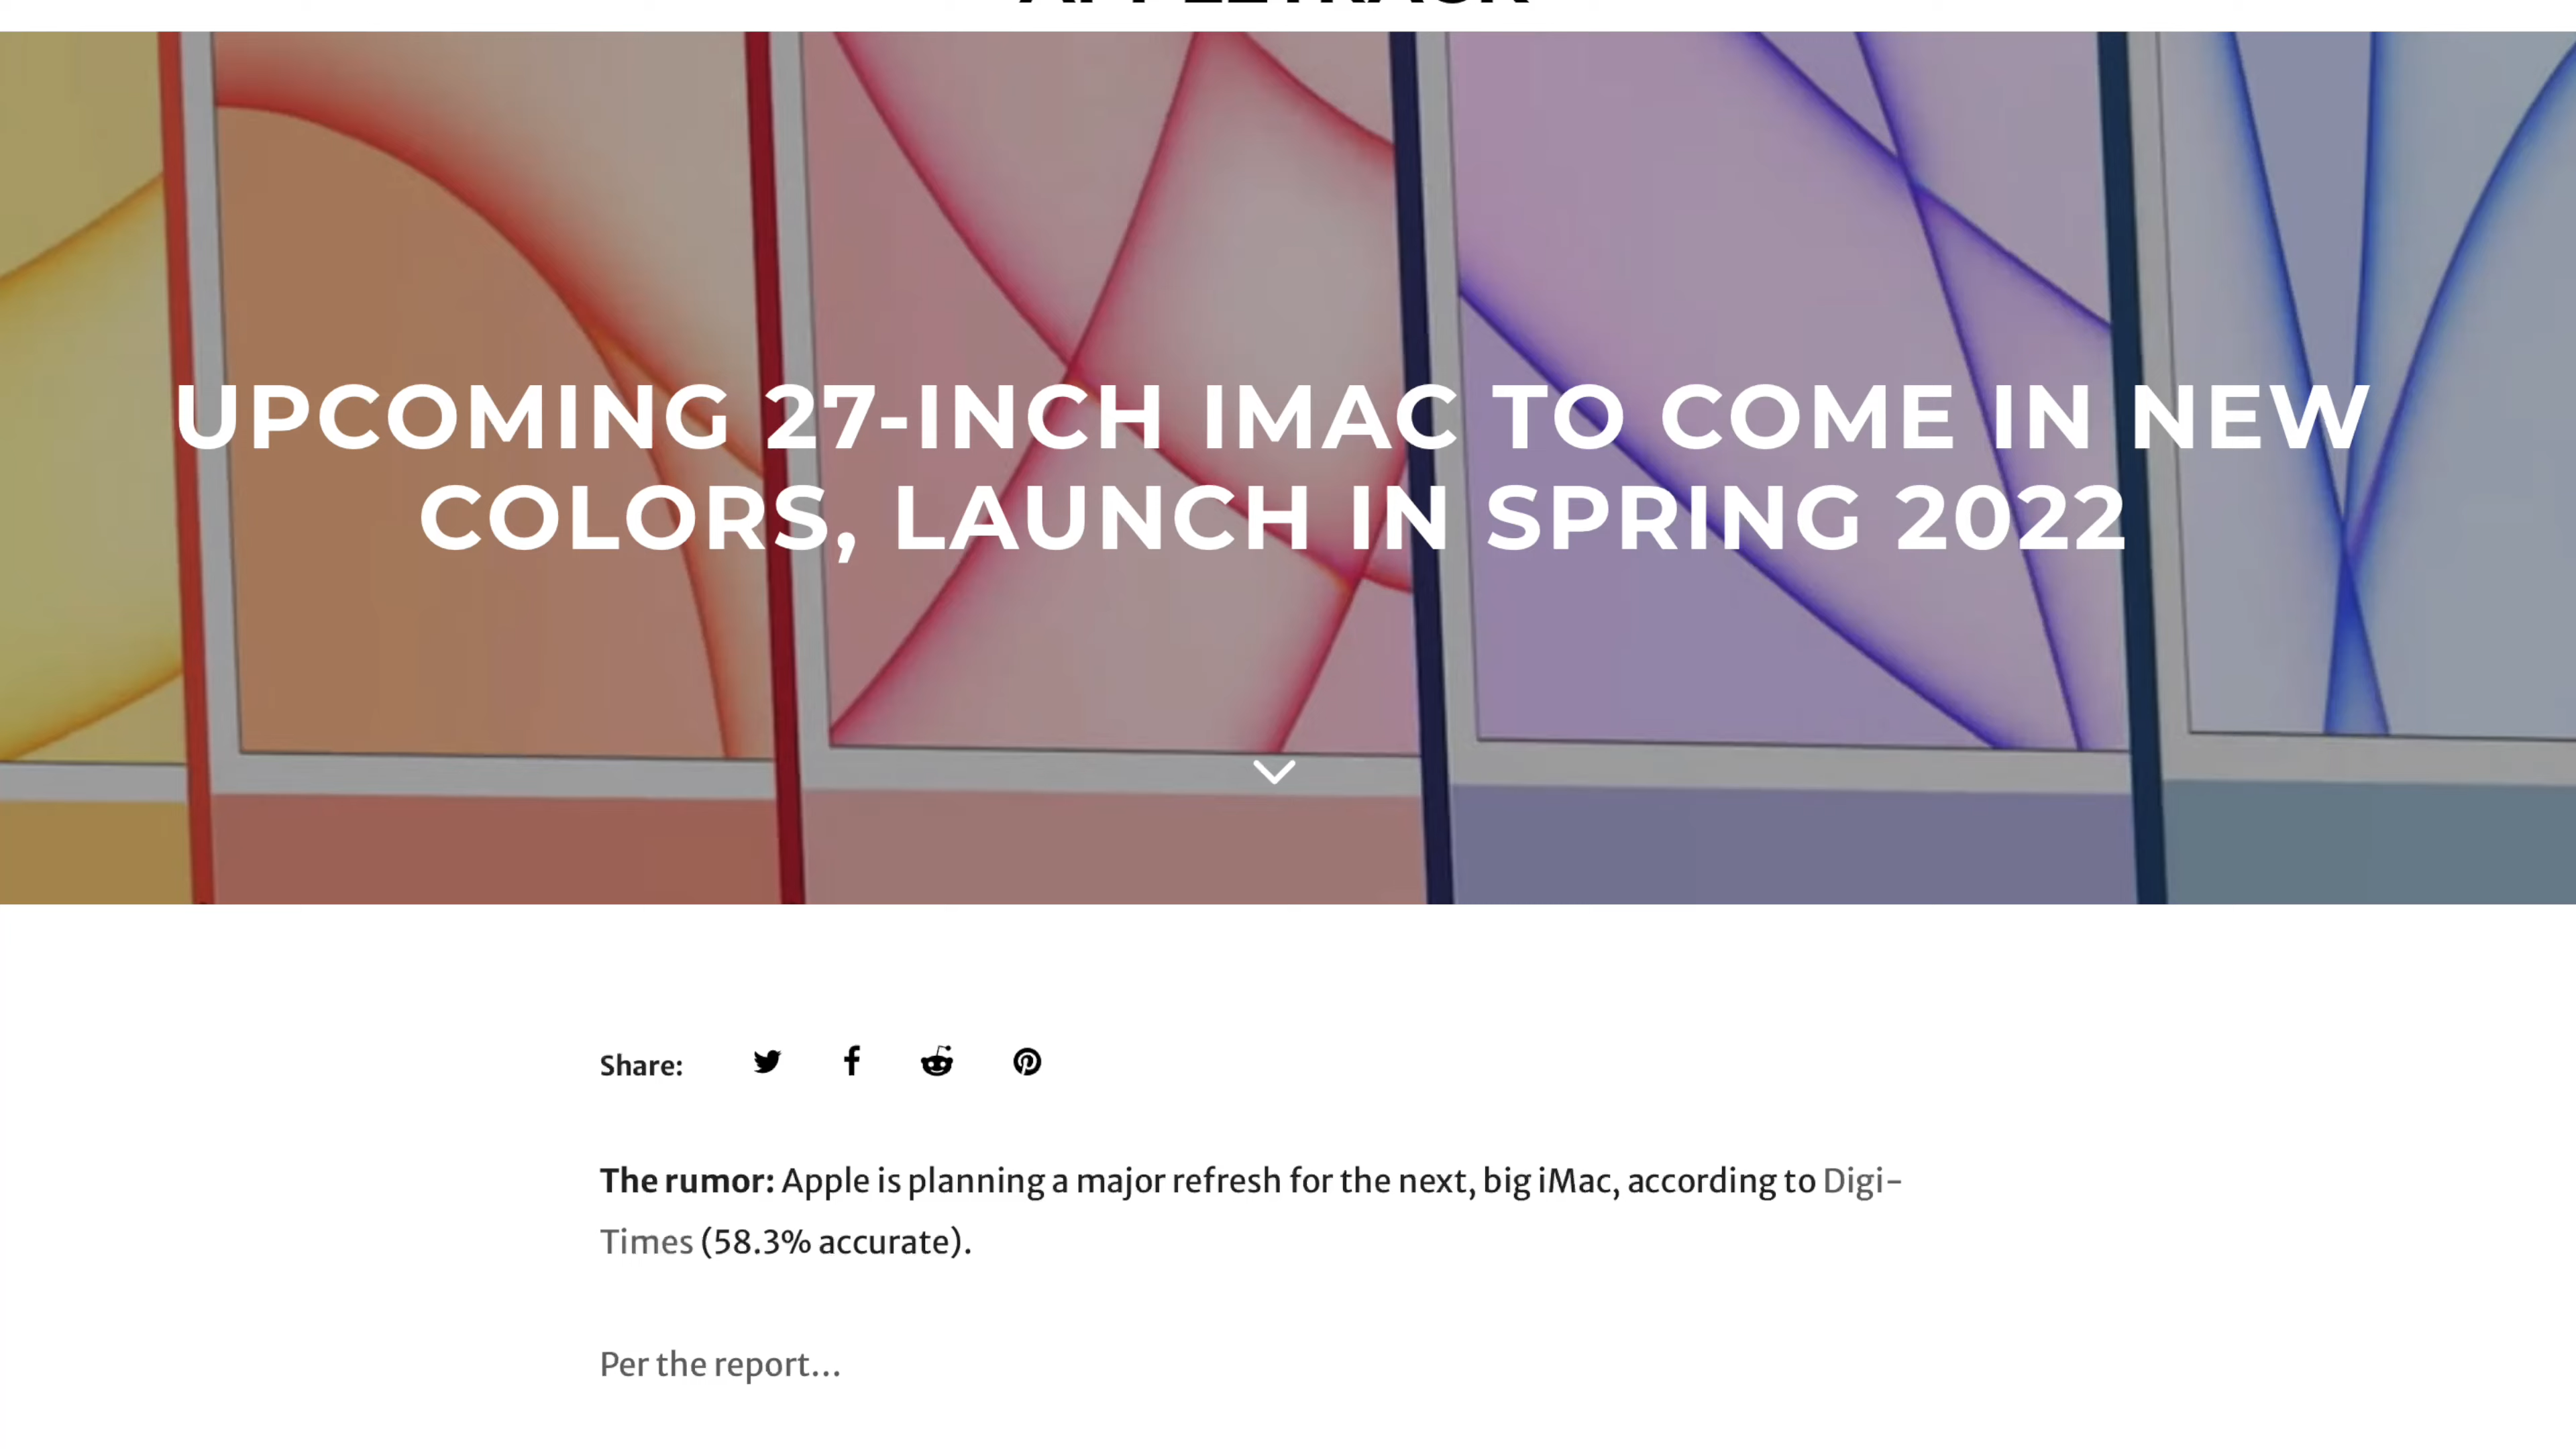 UPCOMING 27-INCH IMAC TO COME IN NEW
COLORS, LAUNCH IN SPRING 2022
Share:
The rumor: Apple is planning a major refresh for the next, big iMac, according to Digi-
Times (58.3% accurate).
Per the report...